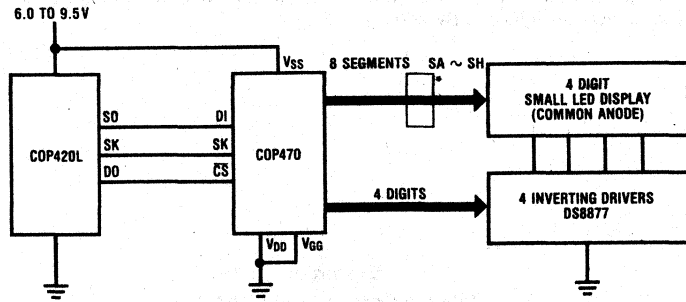 6.0 TO 9.5V
VSS
8 SEGMENTS SA ~ SH
*
4 DIGIT
SMALL LED DISPLAY
(COMMON ANODE)
SO DI
COP420L
SK SK
COP470
DO CS
4 DIGITS
4 INVERTING DRIVERS
DS8877
VDD VGG